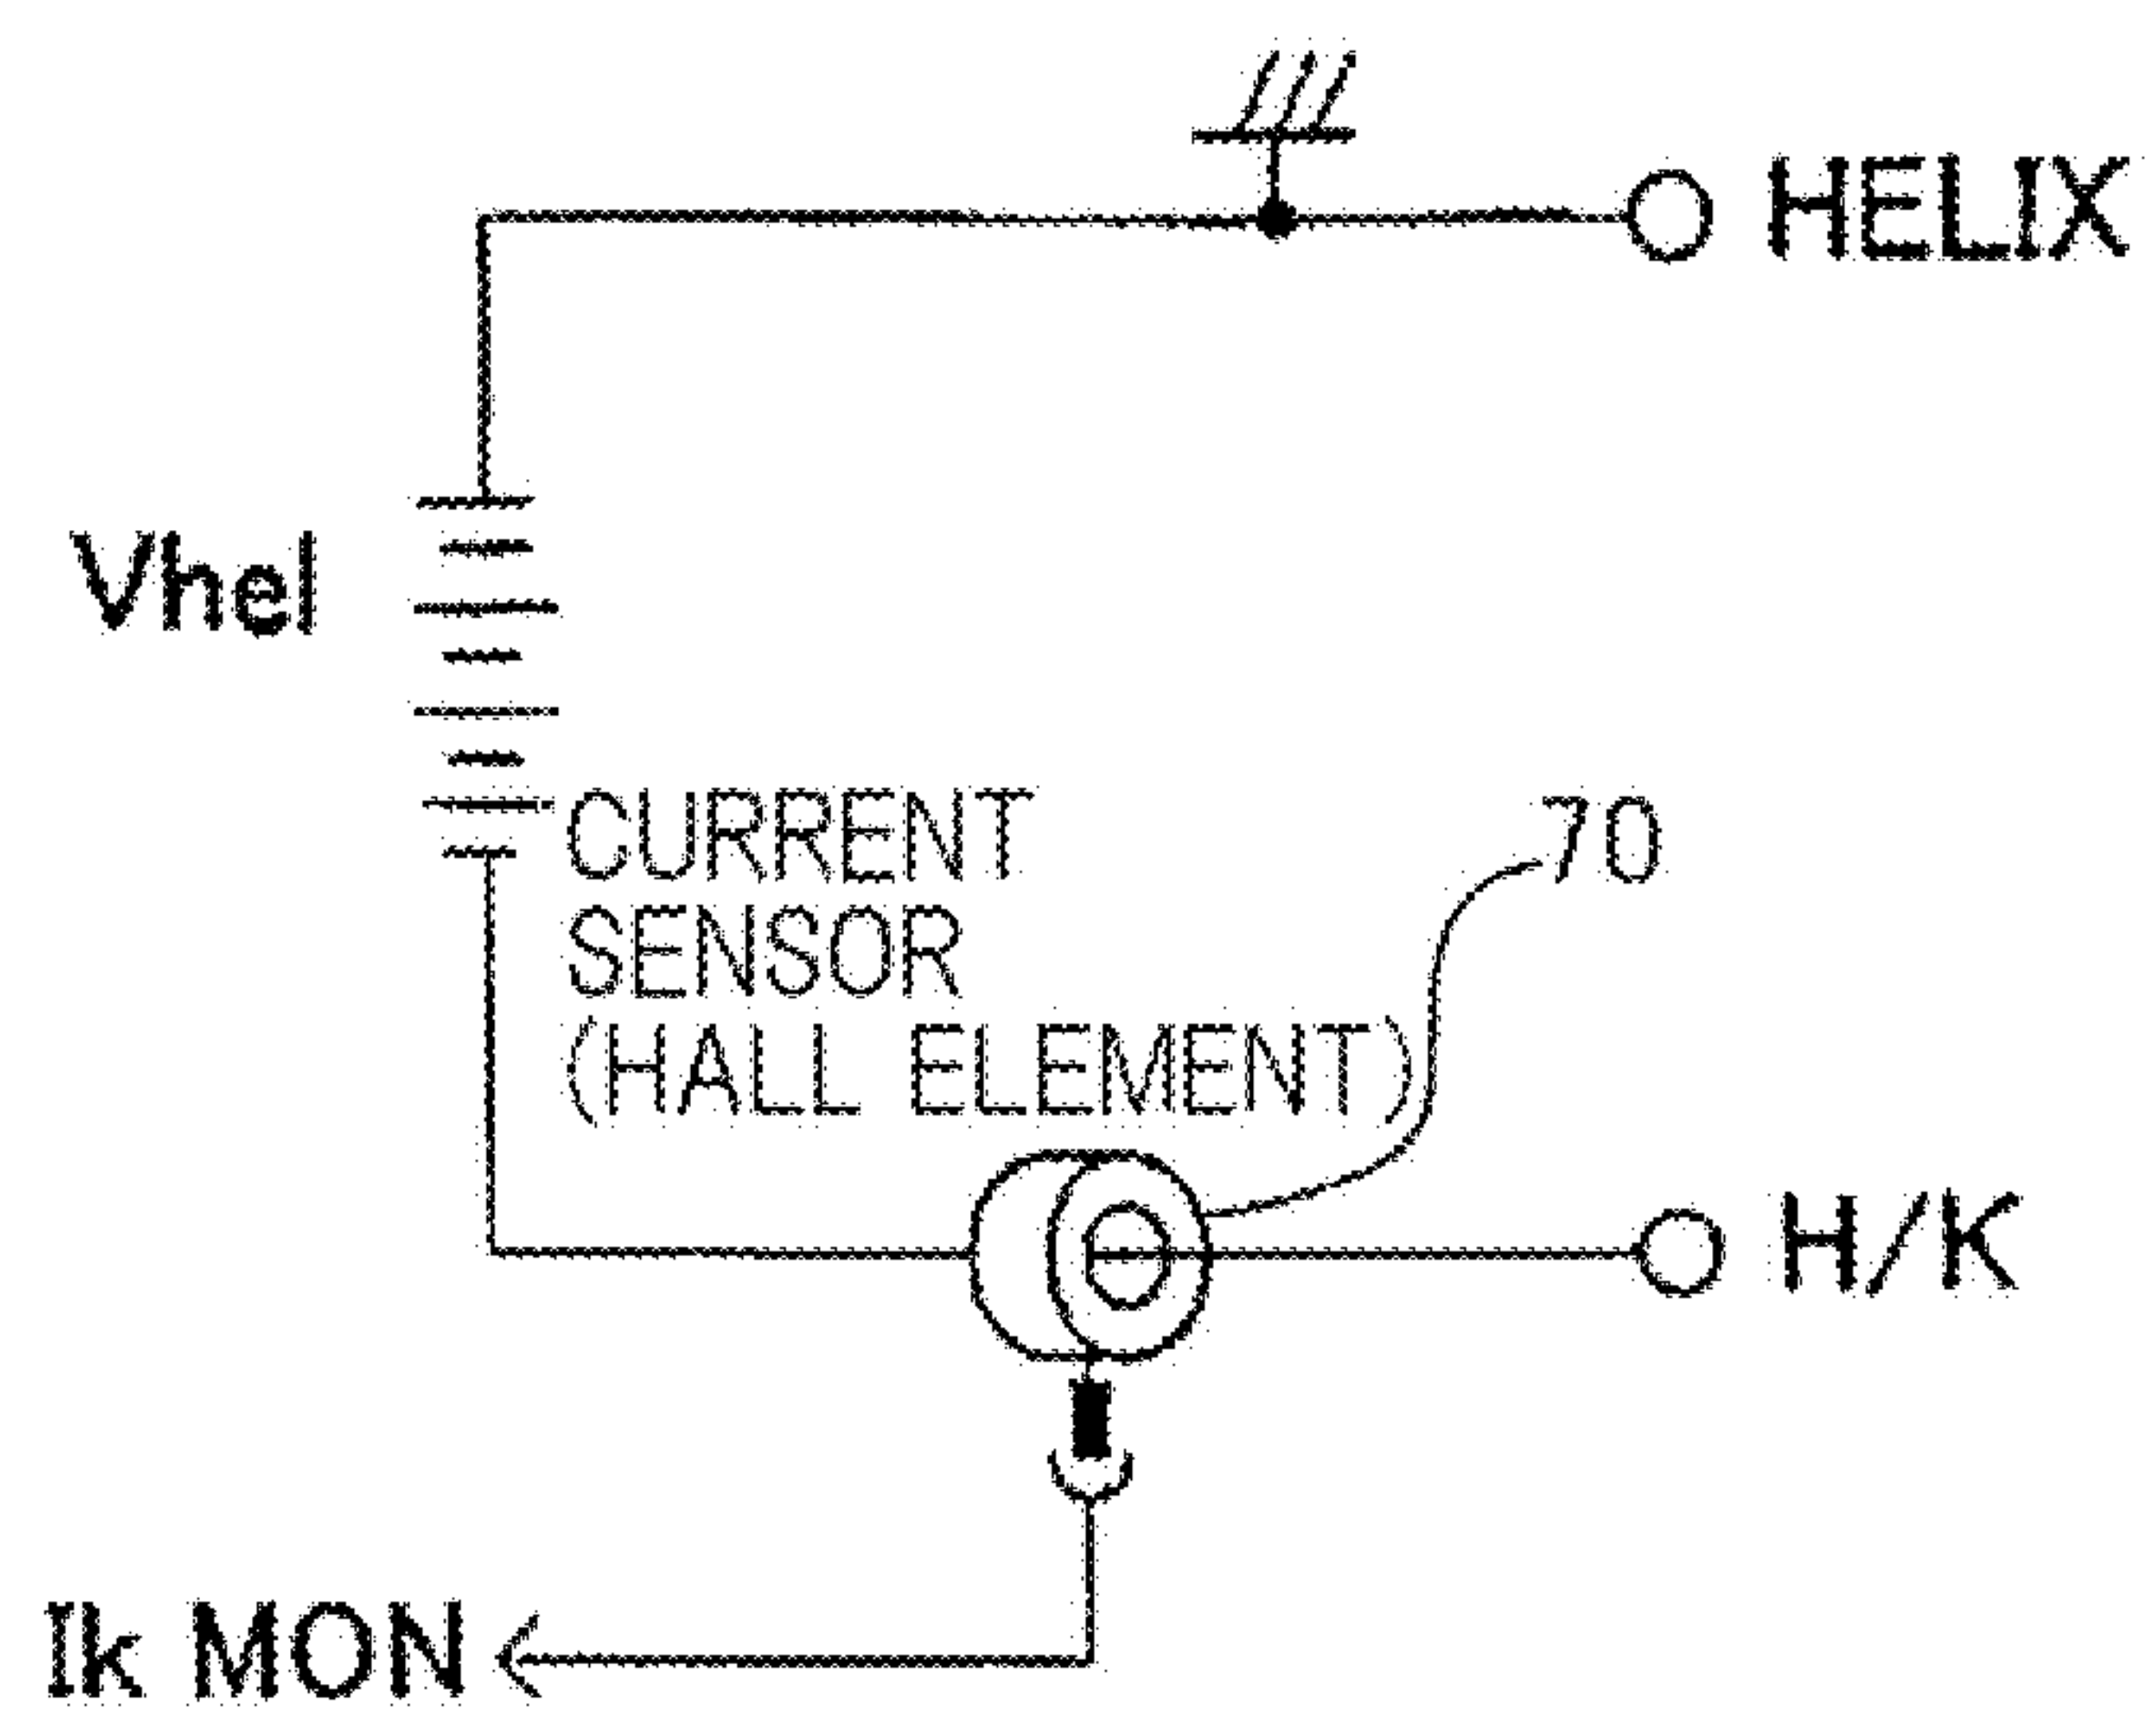 HELIX
Vhel
CURRENT
SENSOR
(HALL ELEMENT)
70
H/K
Ik MON